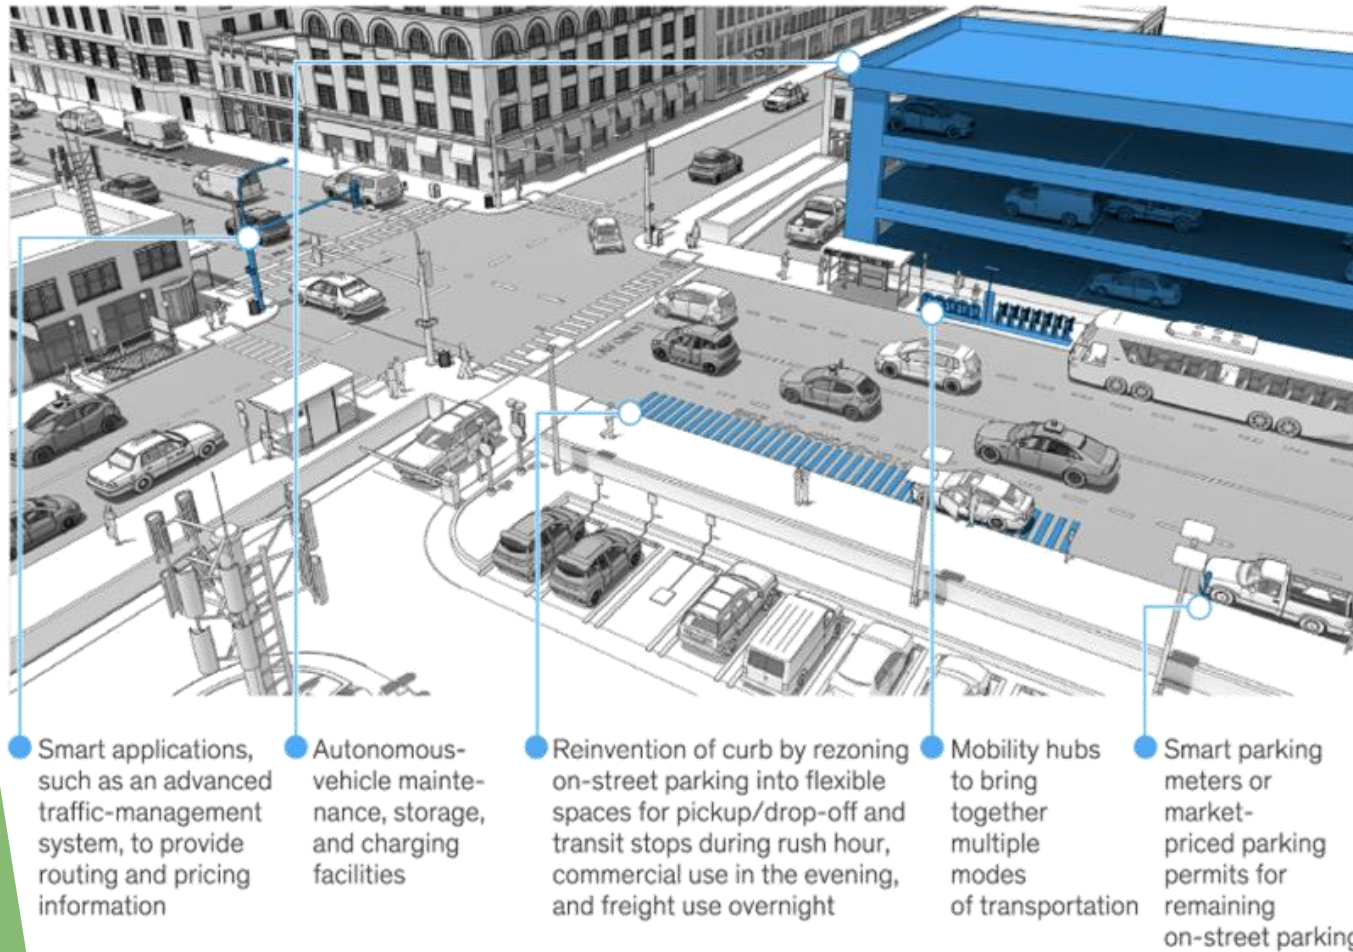 Smart applications,
such as an advanced
traffic-management
system, to provide
routing and pricing
information
Autonomous-
vehicle mainte-
nance, storage,
and charging
facilities
Reinvention of curb by rezoning
on-street parking into flexible
spaces for pickup/drop-off and
transit stops during rush hour,
commercial use in the evening,
and freight use overnight
Mobility hubs
to bring
together
multiple
modes
of transportation
Smart parking
meters or
market-
priced parking
permits for
remaining
on-street parking